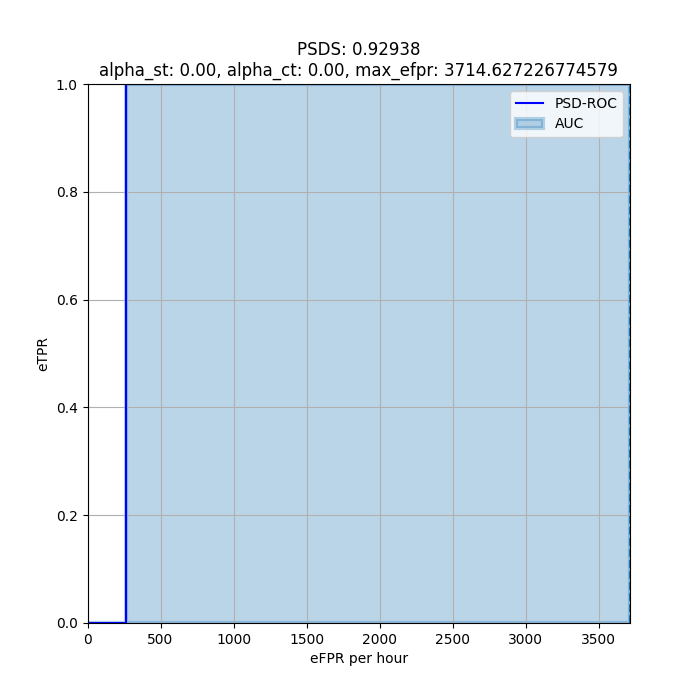 PSDS: 0.92938
alpha_st: 0.00, alpha_ct: 0.00, max_efpr: 3714.627226774579
1.0
0.8
0.6
0.4
0.2
0.0
eTPR
PSD-ROC
AUC
0 500 1000 1500 2000 2500 3000 3500
eFPR per hour